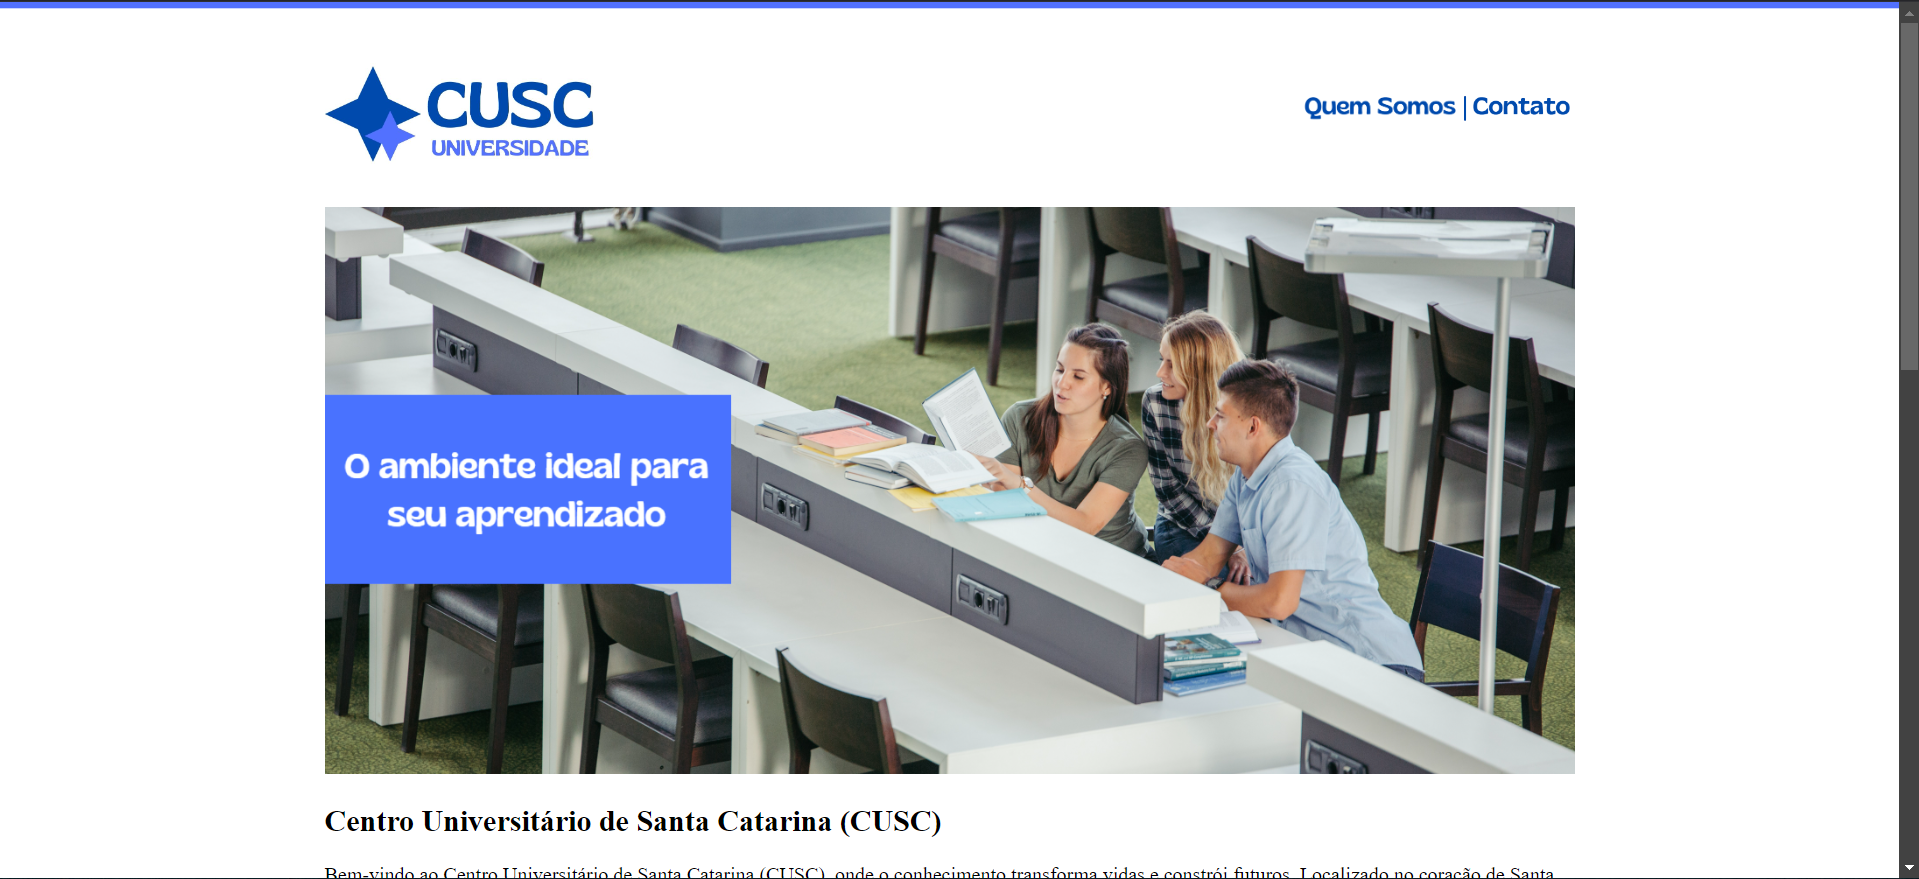 CUSC
UNIVERSIDADE
Quem Somos | Contato
O ambiente ideal para
seu aprendizado
Centro Universitário de Santa Catarina (CUSC)
Bem-vindo ao Centro Universitário de Santa Catarina (CUSC), onde o conhecimento transforma vidas e constrói futuros. Localizado no coração de Santa